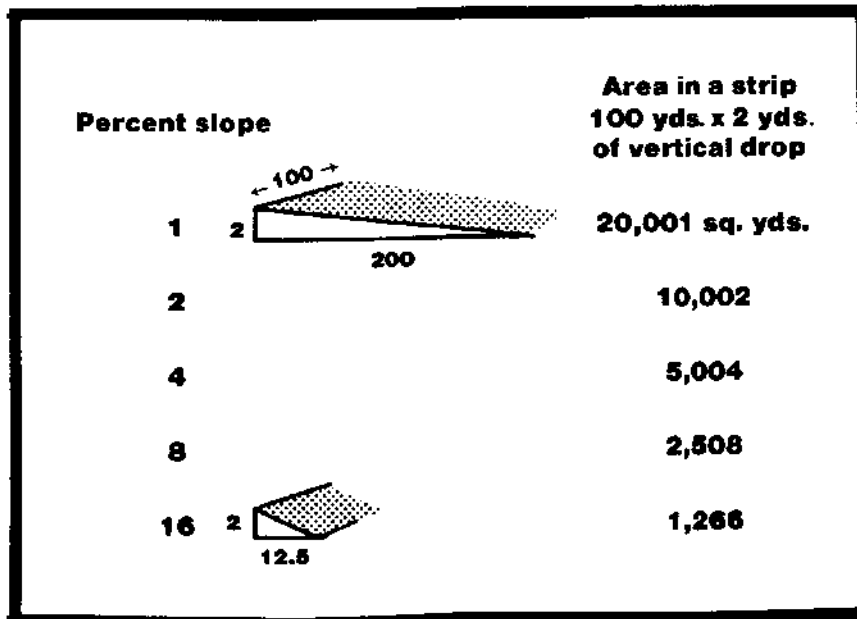 Percent slope
Area in a strip
100 yds. x 2 yds.
of vertical drop
← 100 →
1
2
200
20,001 sq. yds.
2
10,002
4
5,004
8
2,508
16
2
12.5
1,266